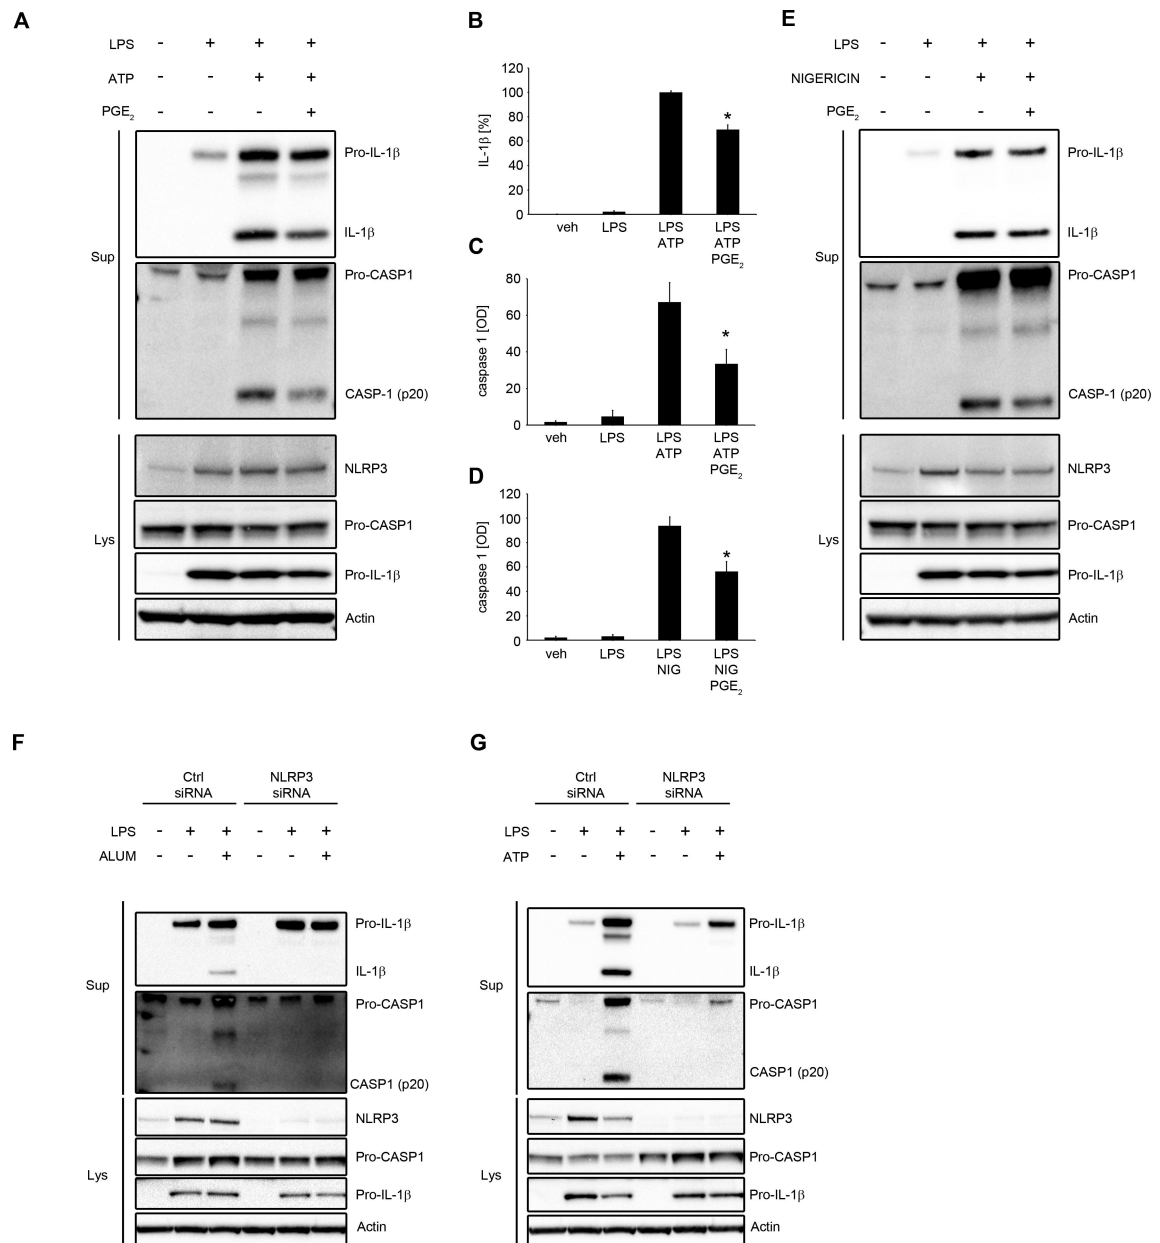 A
LPS - + + +
ATP - - + +
PGE2 - - - +
Sup
Pro-IL-1β
IL-1β
Pro-CASP1
CASP-1 (p20)
Lys
NLRP3
Pro-CASP1
Pro-IL-1β
Actin
B
IL-1β [%]
120
100
80
60
40
20
0
*
veh LPS LPS LPS
ATP ATP
PGE2
C
caspase 1 [OD]
80
60
40
20
0
*
veh LPS LPS LPS
ATP ATP
PGE2
D
caspase 1 [OD]
120
100
80
60
40
20
0
*
veh LPS LPS LPS
NIG NIG
PGE2
E
LPS - + + +
NIGERICIN - - + +
PGE2 - - - +
Sup
Pro-IL-1β
IL-1β
Pro-CASP1
CASP-1 (p20)
Lys
NLRP3
Pro-CASP1
Pro-IL-1β
Actin
F
Ctrl NLRP3
siRNA siRNA
LPS - + + - + +
ALUM - - + - - +
Sup
Pro-IL-1β
IL-1β
Pro-CASP1
CASP1 (p20)
Lys
NLRP3
Pro-CASP1
Pro-IL-1β
Actin
G
Ctrl NLRP3
siRNA siRNA
LPS - + + - + +
ATP - - + - - +
Sup
Pro-IL-1β
IL-1β
Pro-CASP1
CASP1 (p20)
Lys
NLRP3
Pro-CASP1
Pro-IL-1β
Actin